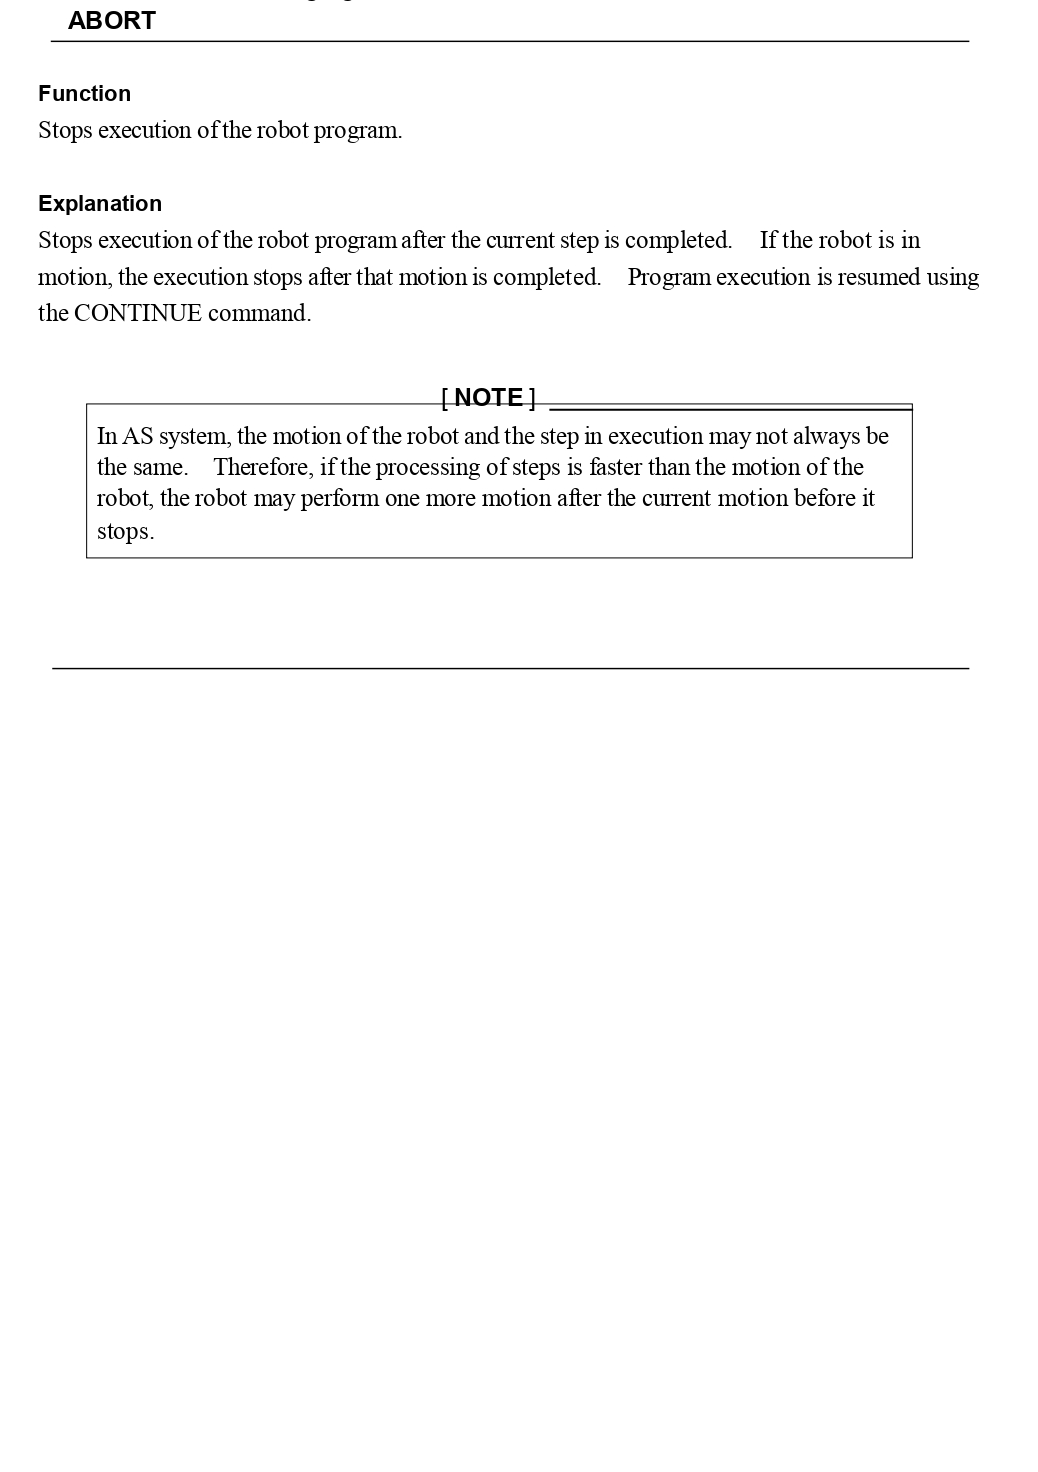 ABORT
Function
Stops execution of the robot program.
Explanation
Stops execution of the robot program after the current step is completed. If the robot is in
motion, the execution stops after that motion is completed. Program execution is resumed using
the CONTINUE command.
[ NOTE ]
In AS system, the motion of the robot and the step in execution may not always be
the same. Therefore, if the processing of steps is faster than the motion of the
robot, the robot may perform one more motion after the current motion before it
stops.